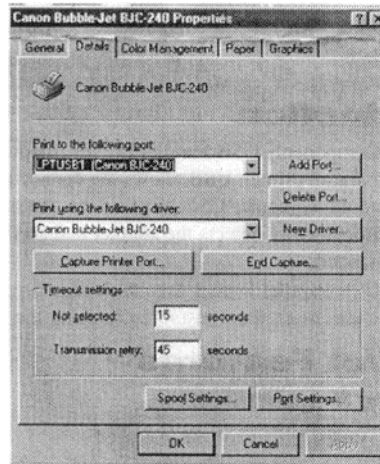 Canon Bubble-Jet BJC-240 Properties
General Details Color Management Paper Graphics
Canon Bubble-Jet BJC-240
Print to the following port:
LPTUSB1: (Canon BJC-240)
Add Port...
Delete Port...
Print using the following driver:
Canon Bubble-Jet BJC-240
New Driver...
Capture Printer Port...
End Capture...
Timeout settings
Not selected: 15 seconds
Transmission retry: 45 seconds
Spool Settings... Port Settings...
OK Cancel Apply